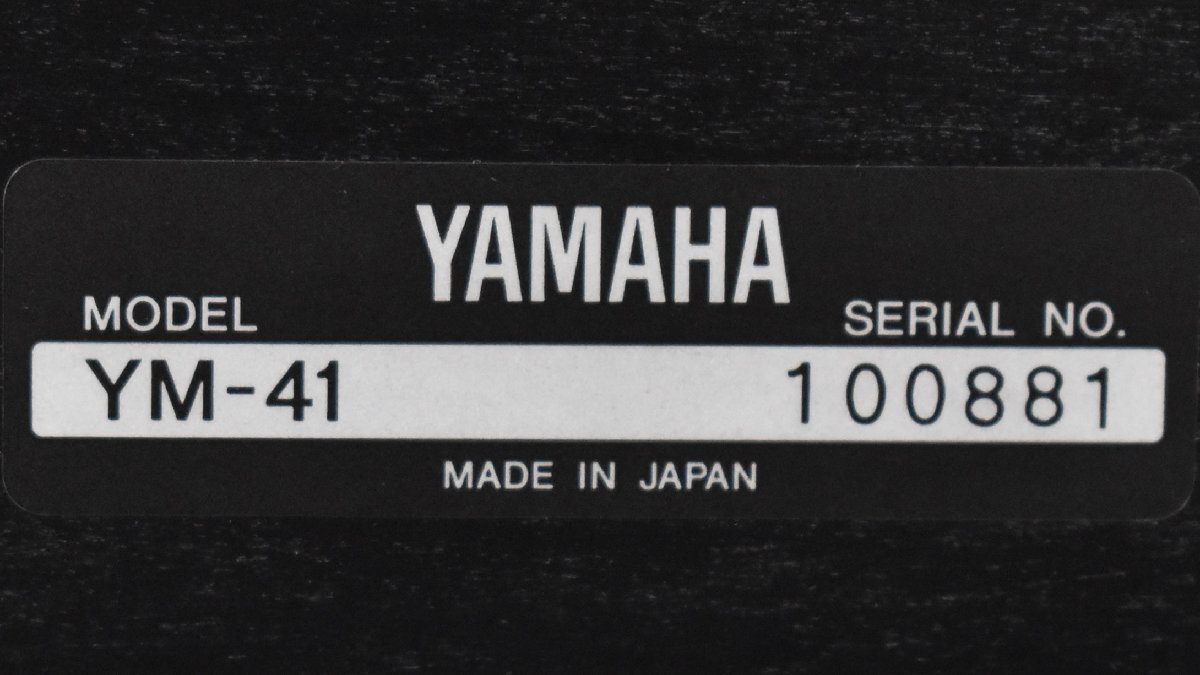 YAMAHA
MODEL SERIAL NO.
YM-41 100881
MADE IN JAPAN